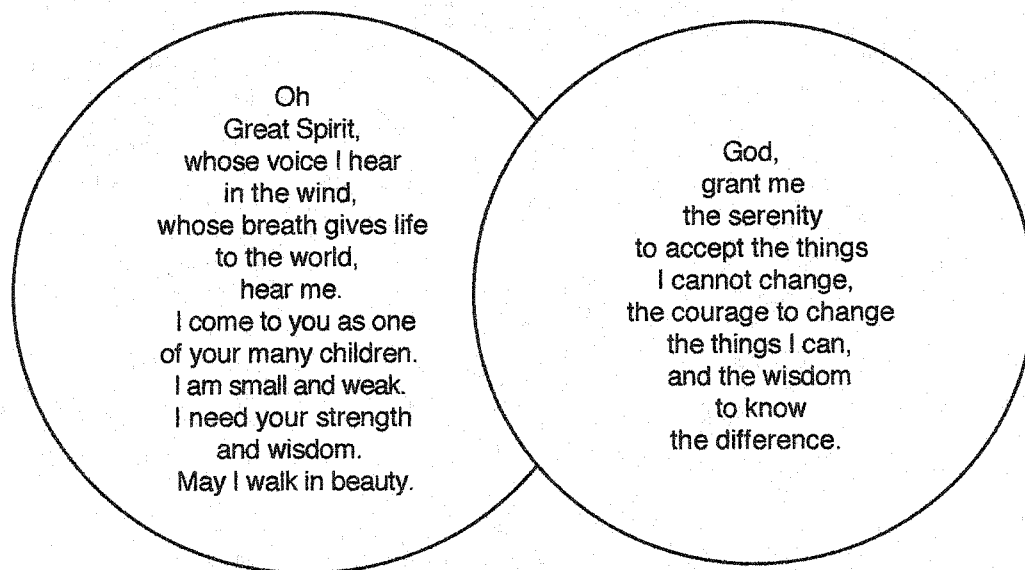 Oh
Great Spirit,
whose voice I hear
in the wind,
whose breath gives life
to the world,
hear me.
I come to you as one
of your many children.
I am small and weak.
I need your strength
and wisdom.
May I walk in beauty.
God,
grant me
the serenity
to accept the things
I cannot change,
the courage to change
the things I can,
and the wisdom
to know
the difference.